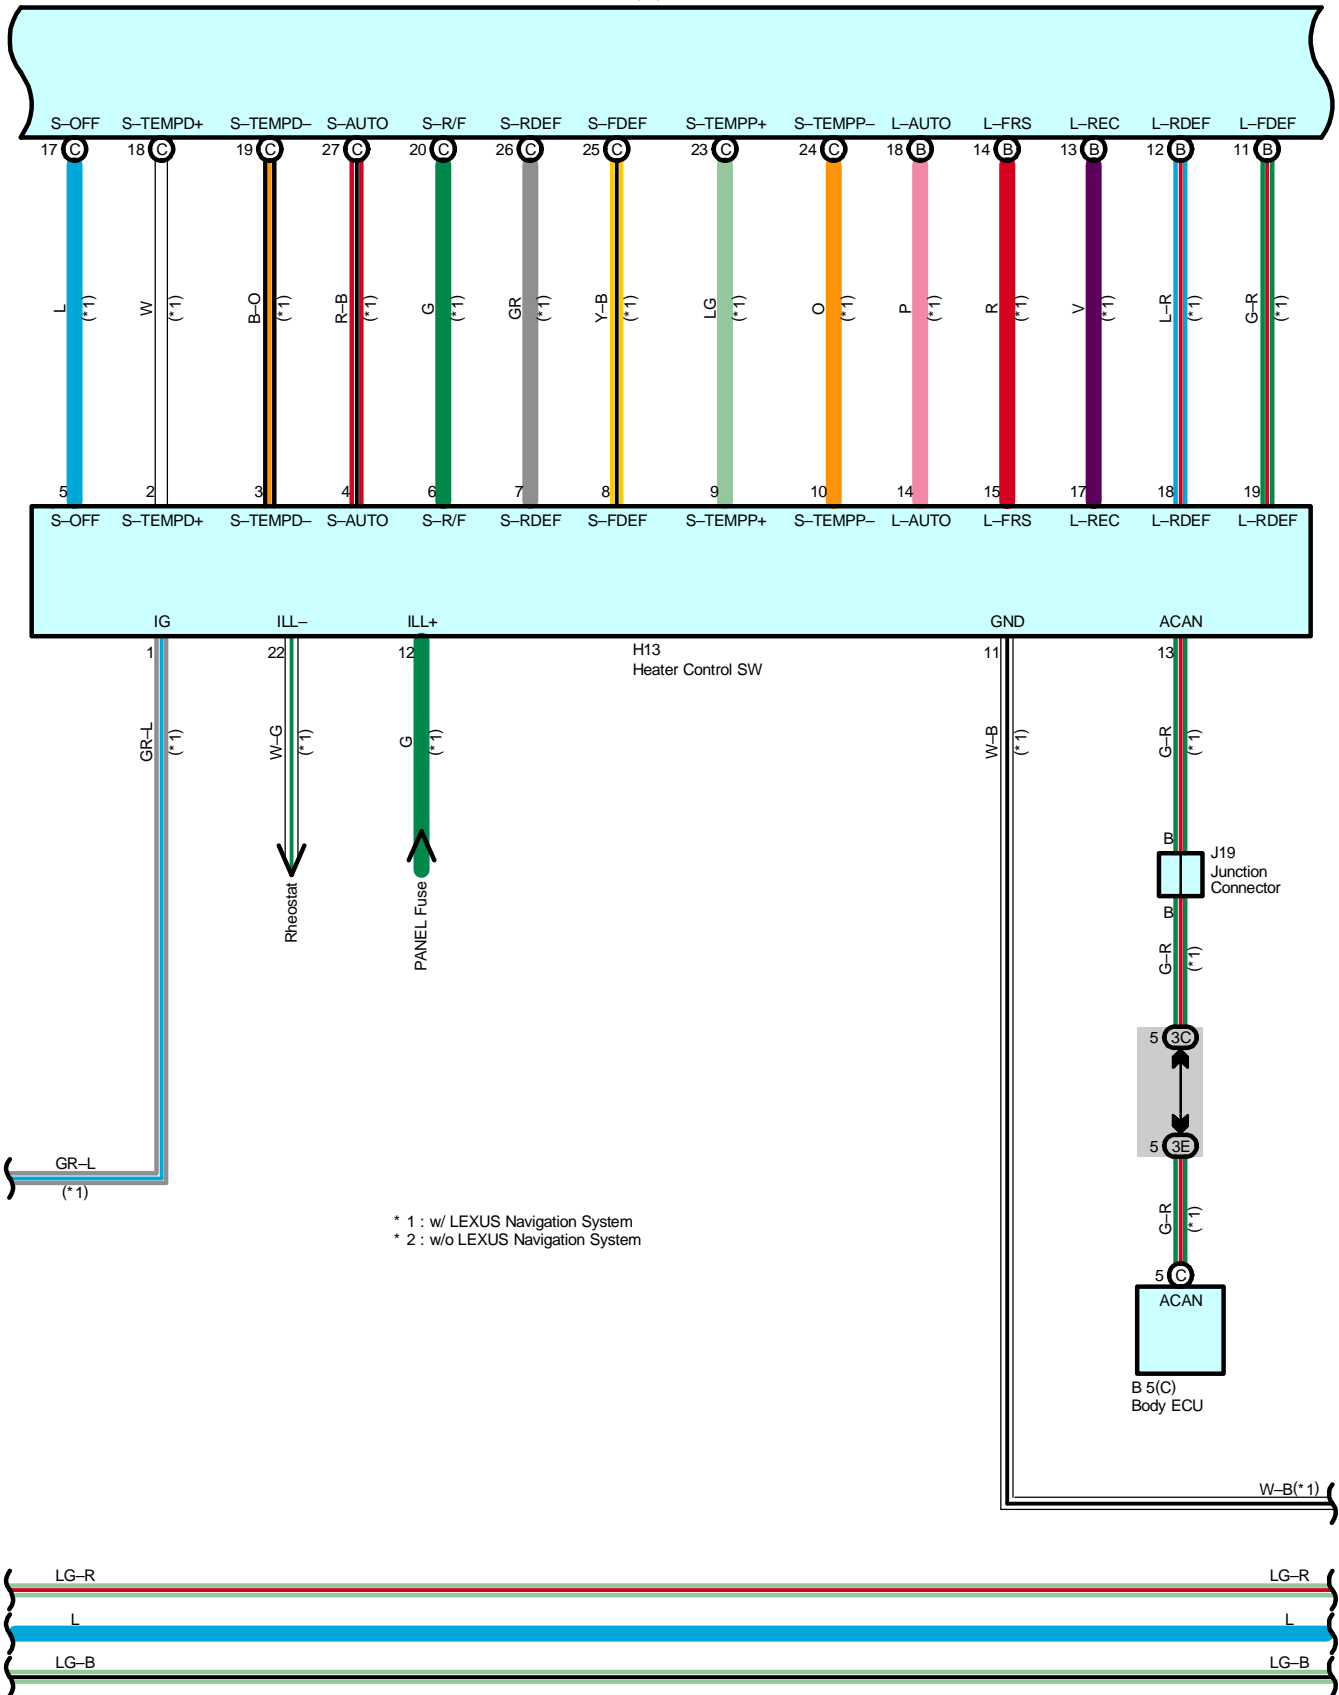 S–OFF S–TEMPD+ S–TEMPD– S–AUTO S–R/F S–RDEF S–FDEF S–TEMPP+ S–TEMPP– L–AUTO L–FRS L–REC L–RDEF L–FDEF
17 C 18 C 19 C 27 C 20 C 26 C 25 C 23 C 24 C 18 B 14 B 13 B 12 B 11 B
L (*1) W (*1) B–O (*1) R–B (*1) G (*1) GR (*1) Y–B (*1) LG (*1) O (*1) P (*1) R (*1) V (*1) L–R (*1) G–R (*1)
5 2 3 4 6 7 8 9 10 14 15 17 18 19
S–OFF S–TEMPD+ S–TEMPD– S–AUTO S–R/F S–RDEF S–FDEF S–TEMPP+ S–TEMPP– L–AUTO L–FRS L–REC L–RDEF L–RDEF
IG ILL– ILL+ GND ACAN
1 22 12 11 13
H13
Heater Control SW
GR–L (*1) W–G (*1) G (*1) W–B (*1) G–R (*1)
B
J19
Junction
Connector
B
Rheostat
PANEL Fuse
G–R (*1)
5 3C
5 3E
GR–L
(*1)
G–R (*1)
* 1 : w/ LEXUS Navigation System
* 2 : w/o LEXUS Navigation System
5 C
ACAN
B 5(C)
Body ECU
W–B(*1)
LG–R LG–R
L L
LG–B LG–B